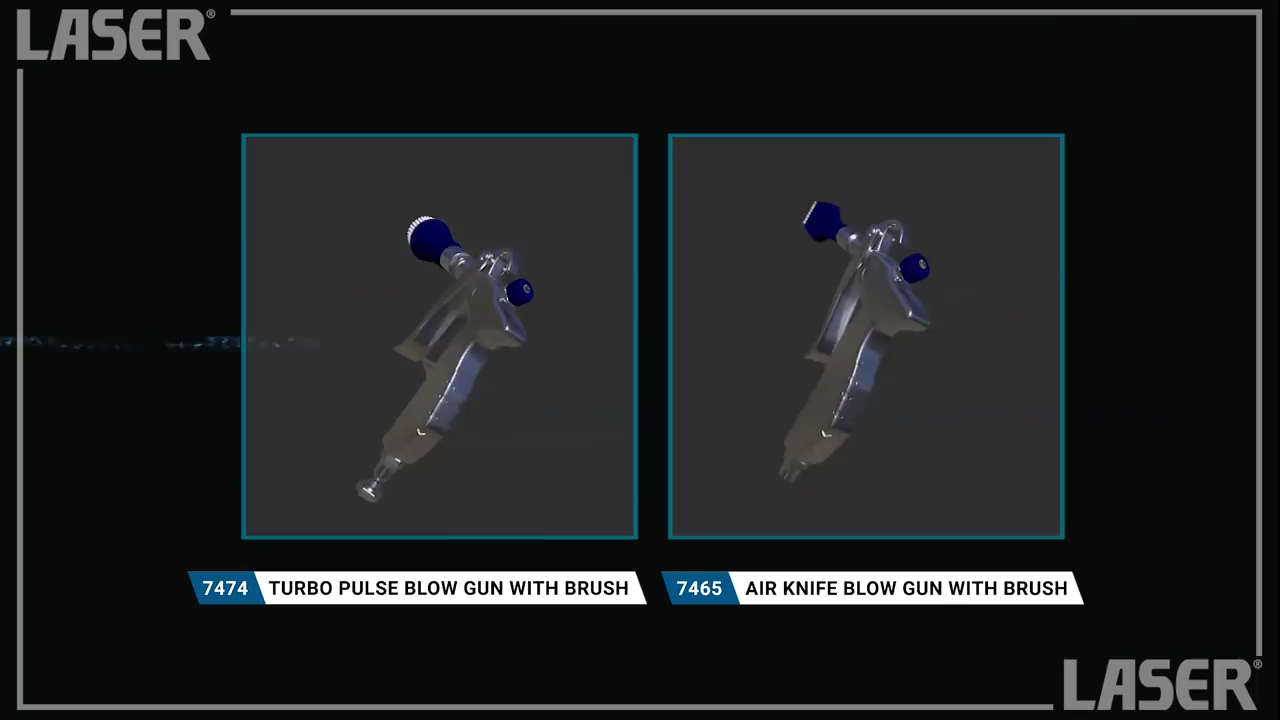 LASER®
7474 TURBO PULSE BLOW GUN WITH BRUSH
7465 AIR KNIFE BLOW GUN WITH BRUSH
LASER®